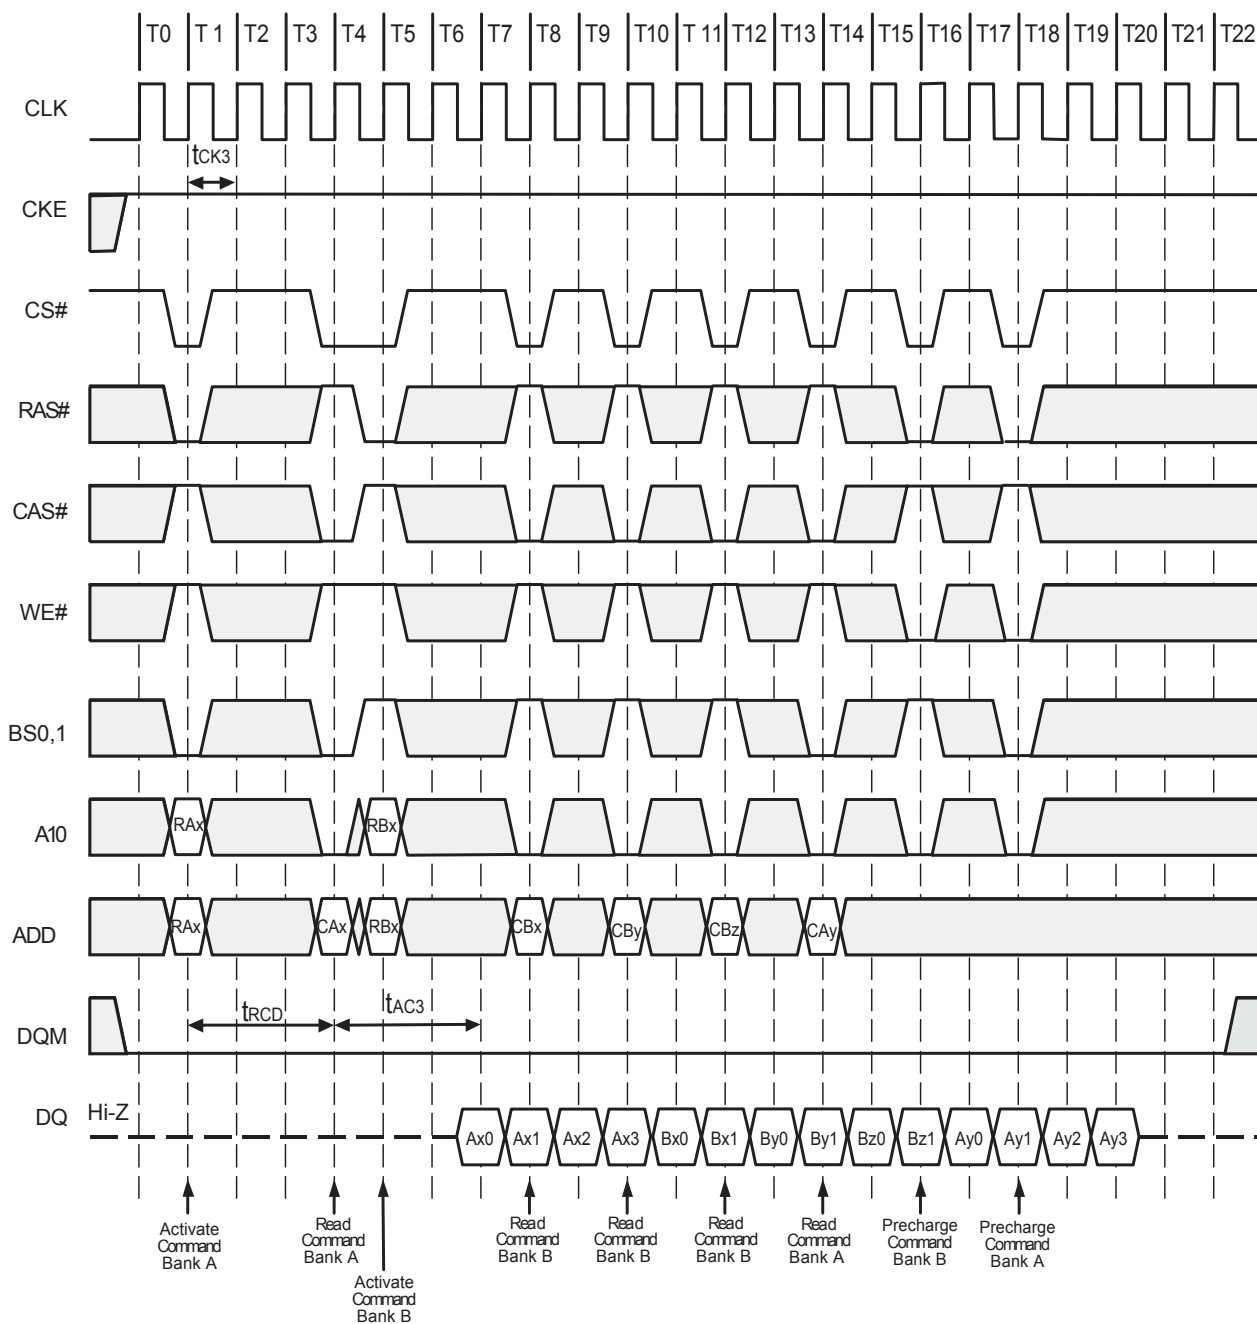 T0 T 1 T2 T3 T4 T5 T6 T7 T8 T9 T10 T 11 T12 T13 T14 T15 T16 T17 T18 T19 T20 T21 T22
CLK
tCK3
CKE
CS#
RAS#
CAS#
WE#
BS0,1
A10
RAx RBx
ADD
RAx CAx RBx CBx CBy CBz CAy
tRCD tAC3
DQM
DQ
Hi-Z
Ax0 Ax1 Ax2 Ax3 Bx0 Bx1 By0 By1 Bz0 Bz1 Ay0 Ay1 Ay2 Ay3
Activate
Command
Bank A
Read
Command
Bank A
Activate
Command
Bank B
Read
Command
Bank B
Read
Command
Bank B
Read
Command
Bank B
Read
Command
Bank A
Precharge
Command
Bank B
Precharge
Command
Bank A